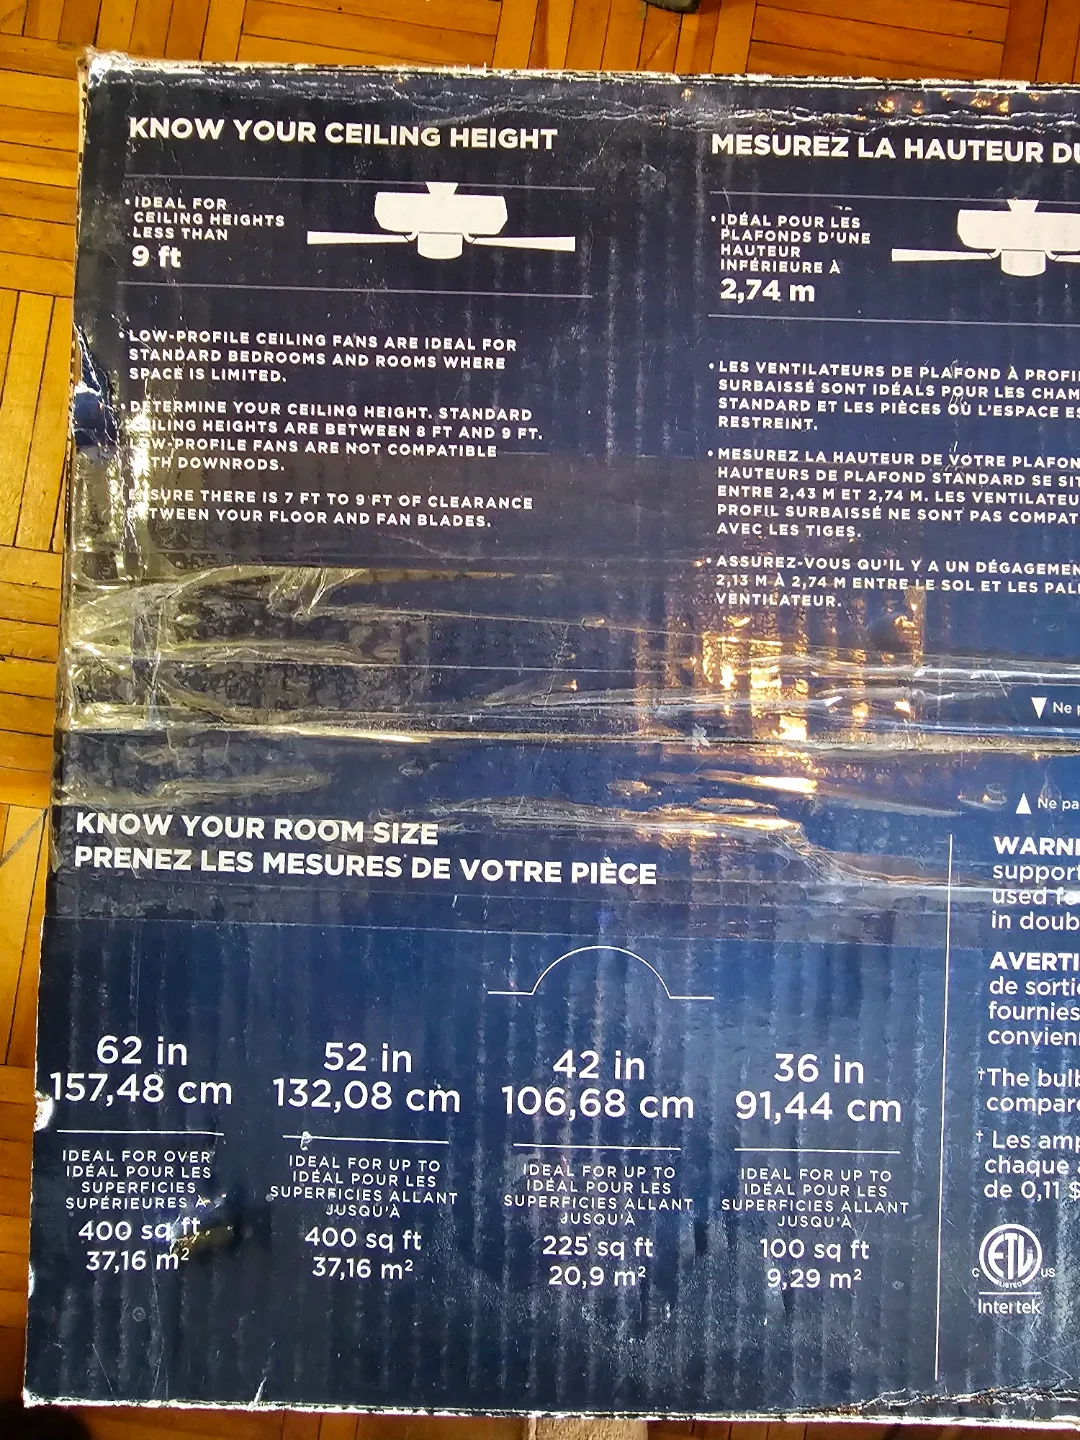 KNOW YOUR CEILING HEIGHT
• IDEAL FOR
CEILING HEIGHTS
LESS THAN
9 ft
• LOW-PROFILE CEILING FANS ARE IDEAL FOR
STANDARD BEDROOMS AND ROOMS WHERE
SPACE IS LIMITED.
• DETERMINE YOUR CEILING HEIGHT. STANDARD
CEILING HEIGHTS ARE BETWEEN 8 FT AND 9 FT.
LOW-PROFILE FANS ARE NOT COMPATIBLE
WITH DOWNRODS.
ENSURE THERE IS 7 FT TO 9 FT OF CLEARANCE
BETWEEN YOUR FLOOR AND FAN BLADES.
MESUREZ LA HAUTEUR DU
• IDÉAL POUR LES
PLAFONDS D'UNE
HAUTEUR
INFÉRIEURE À
2,74 m
• LES VENTILATEURS DE PLAFOND À PROFI
SURBAISSÉ SONT IDÉALS POUR LES CHAM
STANDARD ET LES PIÈCES OÙ L'ESPACE ES
RESTREINT.
• MESUREZ LA HAUTEUR DE VOTRE PLAFON
HAUTEURS DE PLAFOND STANDARD SE SIT
ENTRE 2,43 M ET 2,74 M. LES VENTILATEU
PROFIL SURBAISSÉ NE SONT PAS COMPAT
AVEC LES TIGES.
• ASSUREZ-VOUS QU'IL Y A UN DÉGAGEMEN
2,13 M À 2,74 M ENTRE LE SOL ET LES PAL
VENTILATEUR.
▼ Ne p
▲ Ne pa
KNOW YOUR ROOM SIZE
PRENEZ LES MESURES DE VOTRE PIÈCE
62 in
157,48 cm
IDEAL FOR OVER
IDÉAL POUR LES
SUPERFICIES
SUPÉRIEURES À
400 sq ft
37,16 m²
52 in
132,08 cm
IDEAL FOR UP TO
IDÉAL POUR LES
SUPERFICIES ALLANT
JUSQU'À
400 sq ft
37,16 m²
42 in
106,68 cm
IDEAL FOR UP TO
IDÉAL POUR LES
SUPERFICIES ALLANT
JUSQU'À
225 sq ft
20,9 m²
36 in
91,44 cm
IDEAL FOR UP TO
IDÉAL POUR LES
SUPERFICIES ALLANT
JUSQU'À
100 sq ft
9,29 m²
WARN
support
used fo
in doub
AVERTI
de sortie
fournies
convien
†The bulb
compare
† Les amp
chaque
de 0,11 $
C ETL US
LISTED
Intertek